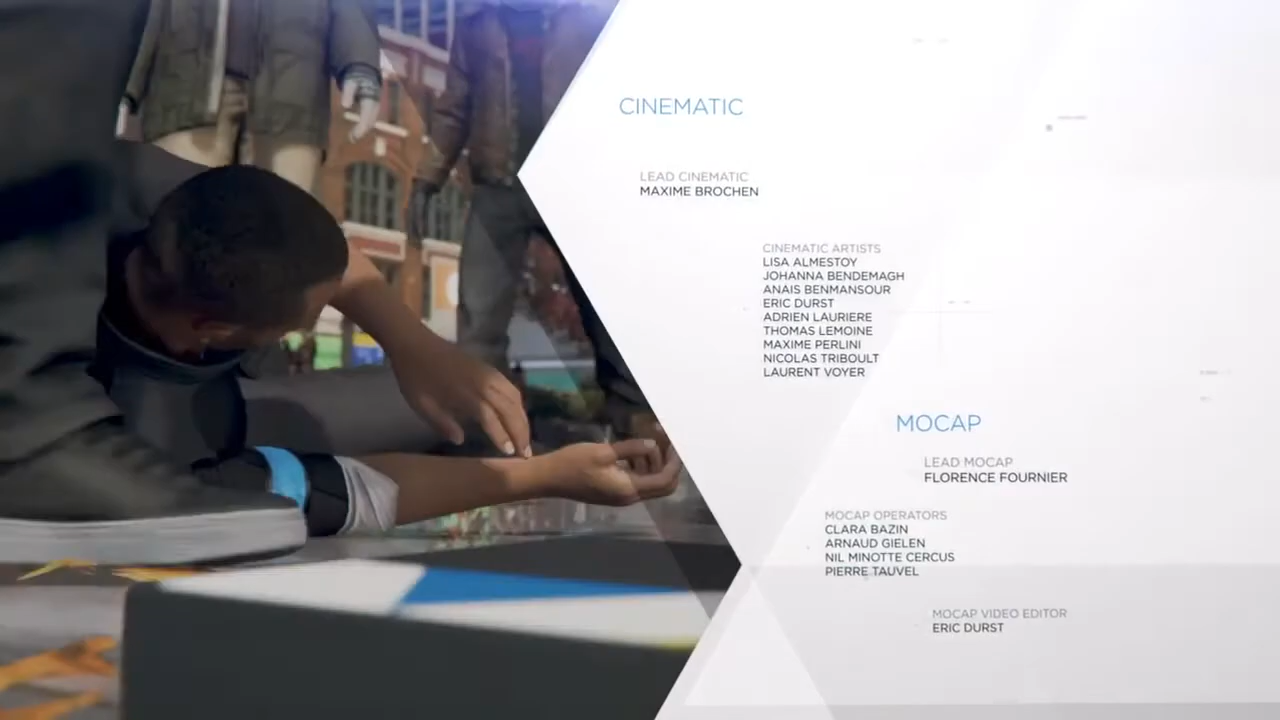 CINEMATIC
LEAD CINEMATIC
MAXIME BROCHEN
CINEMATIC ARTISTS
LISA ALMESTOY
JOHANNA BENDEMAGH
ANAIS BENMANSOUR
ERIC DURST
ADRIEN LAURIERE
THOMAS LEMOINE
MAXIME PERLINI
NICOLAS TRIBOULT
LAURENT VOYER
MOCAP
LEAD MOCAP
FLORENCE FOURNIER
MOCAP OPERATORS
CLARA BAZIN
ARNAUD GIELEN
NIL MINOTTE CERCUS
PIERRE TAUVEL
MOCAP VIDEO EDITOR
ERIC DURST